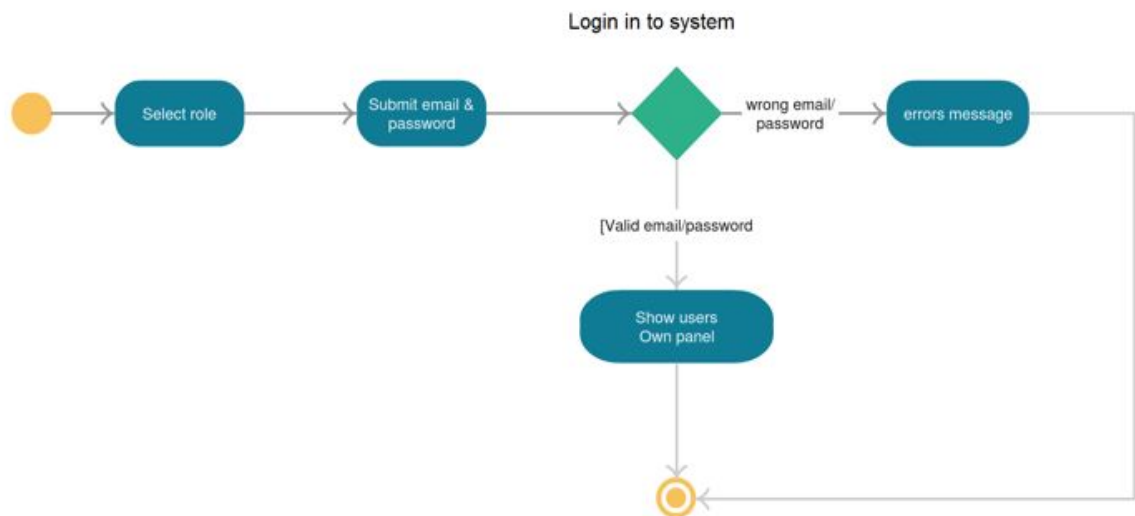 Login in to system
Select role
Submit email &
password
wrong email/
password
errors message
[Valid email/password
Show users
Own panel